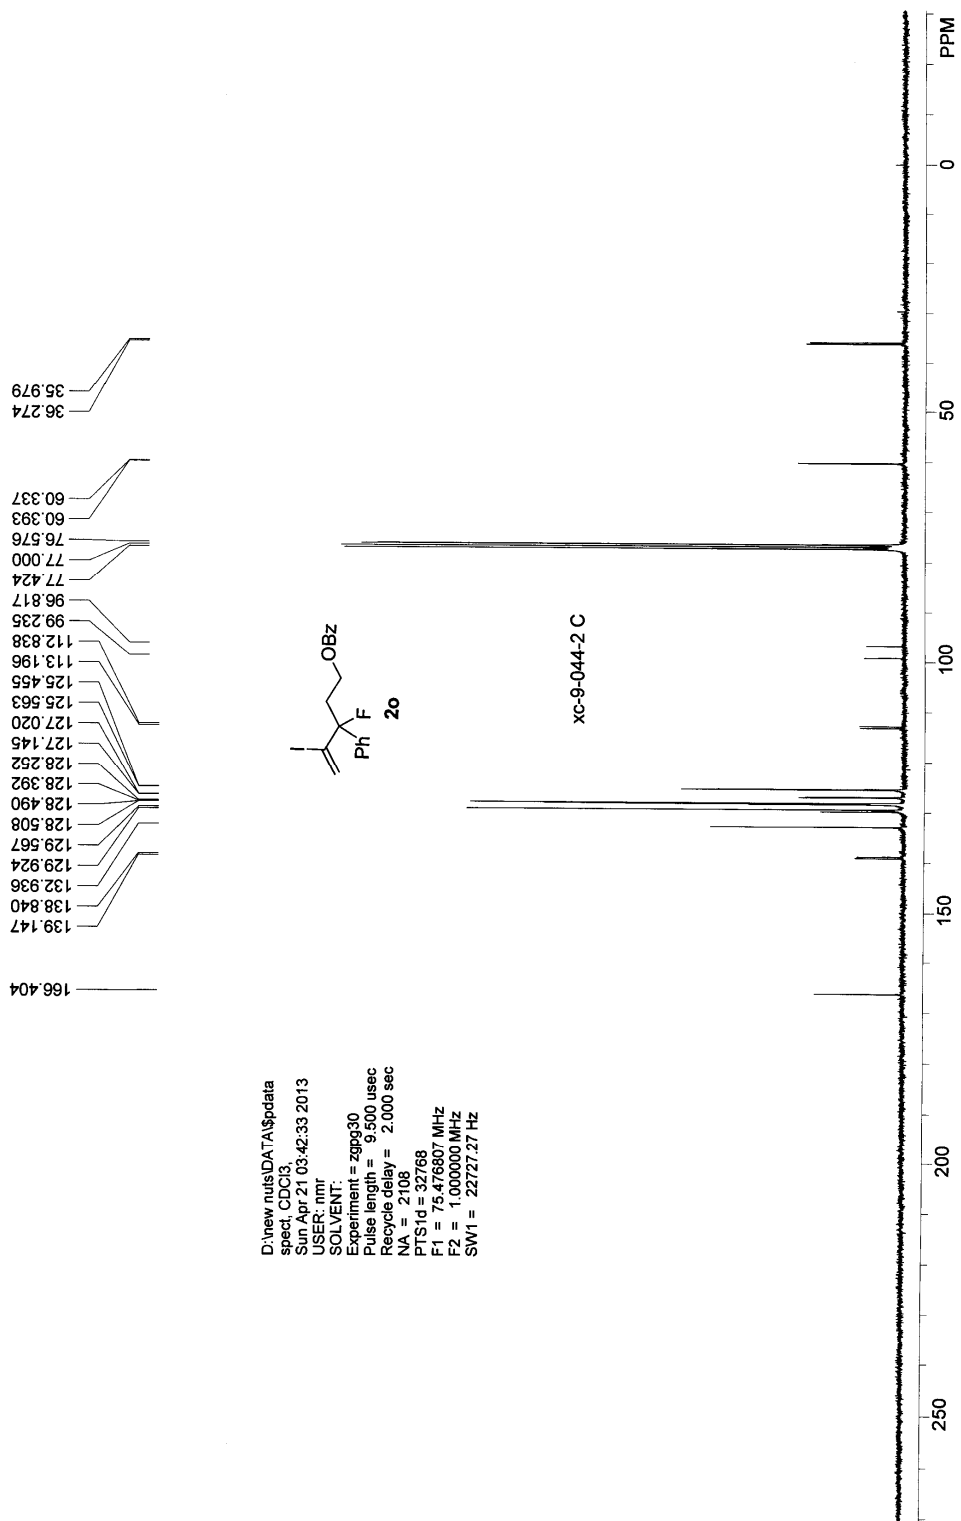 166.404
139.147
138.840
132.936
129.924
129.567
128.508
128.490
128.392
128.252
127.145
127.020
125.563
125.455
113.196
112.838
99.235
96.817
77.424
77.000
76.576
60.393
60.337
36.274
35.979
D:\new nuts\DATA\$pdata
spect, CDCl3,
Sun Apr 21 03:42:33 2013
USER: nmr
SOLVENT:
Experiment = zgpg30
Pulse length = 9.500 usec
Recycle delay = 2.000 sec
NA = 2108
PTS1d = 32768
F1 = 75.476807 MHz
F2 = 1.000000 MHz
SW1 = 22727.27 Hz
I
OBz
Ph
F
2o
xc-9-044-2 C
250
200
150
100
50
0
PPM